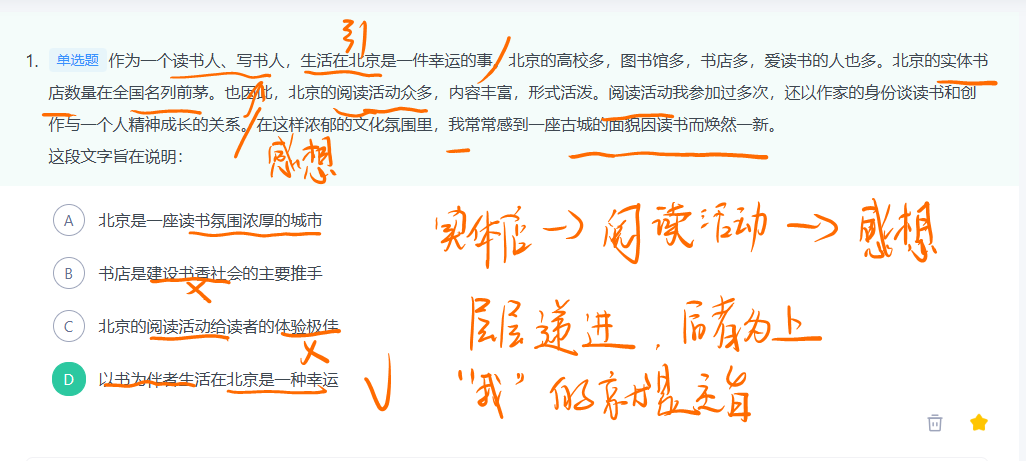 引
1. 单选题 作为一个读书人、写书人，生活在北京是一件幸运的事，北京的高校多，图书馆多，书店多，爱读书的人也多。北京的实体书
店数量在全国名列前茅。也因此，北京的阅读活动众多，内容丰富，形式活泼。阅读活动我参加过多次，还以作家的身份谈读书和创
作与一个人精神成长的关系。在这样浓郁的文化氛围里，我常常感到一座古城的面貌因读书而焕然一新。
感想
这段文字旨在说明：
A 北京是一座读书氛围浓厚的城市
B 书店是建设书香社会的主要推手
C 北京的阅读活动给读者的体验极佳
D 以书为伴者生活在北京是一种幸运
实体店→阅读活动→感想
层层递进，后者为上
“我”的就是主旨